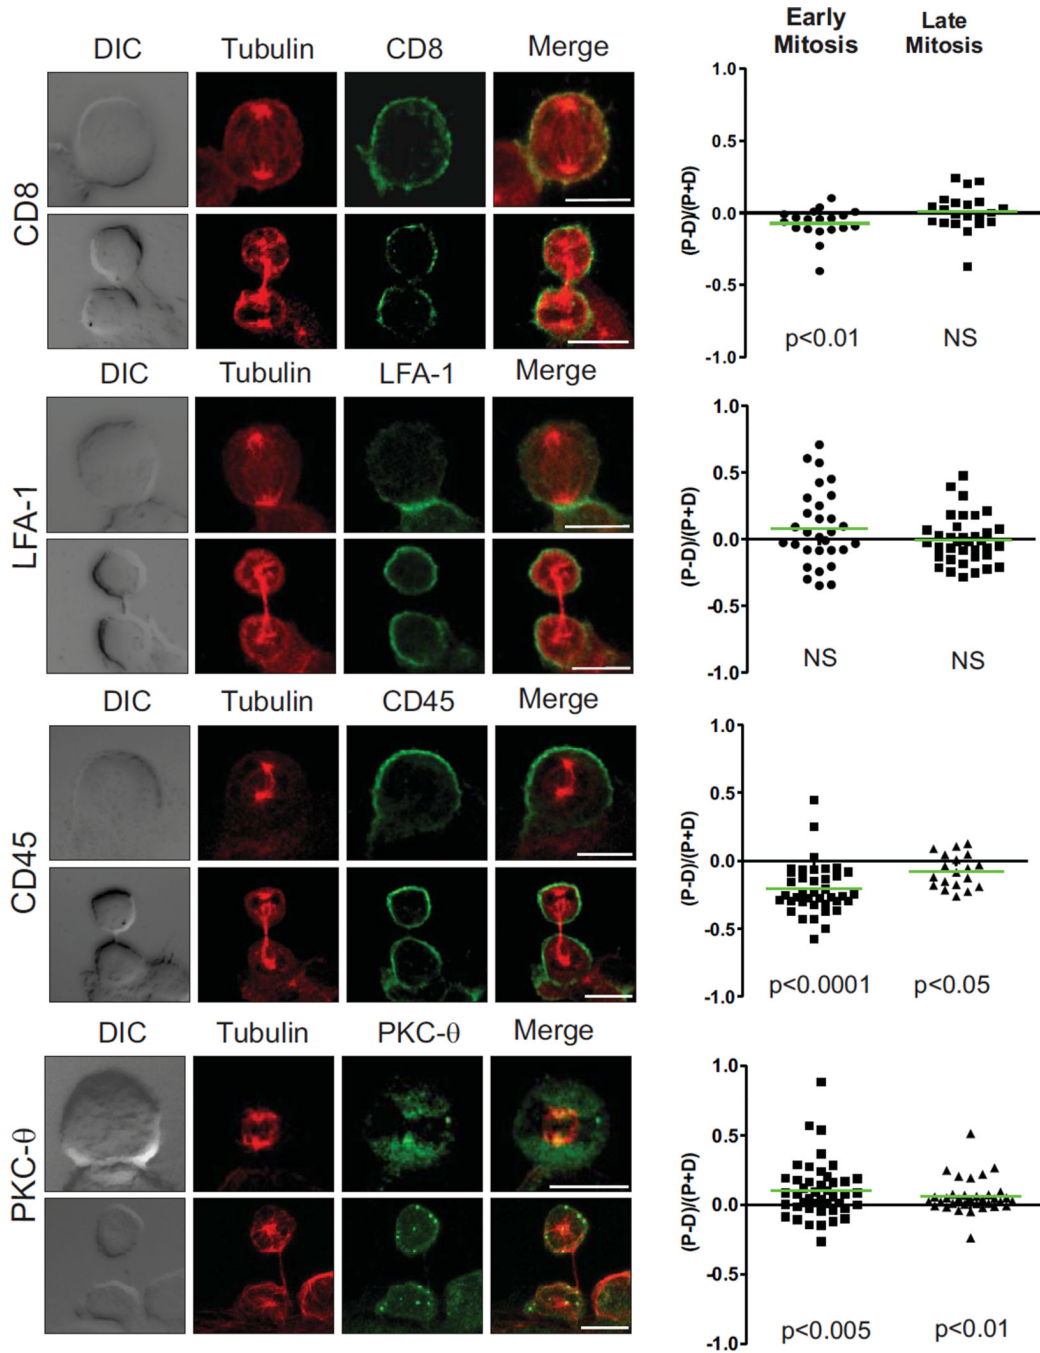 Early Mitosis
Late Mitosis
DIC Tubulin CD8 Merge
CD8
1.0
0.5
0.0
-0.5
-1.0
(P-D)/(P+D)
p<0.01 NS
DIC Tubulin LFA-1 Merge
LFA-1
1.0
0.5
0.0
-0.5
-1.0
(P-D)/(P+D)
NS NS
DIC Tubulin CD45 Merge
CD45
1.0
0.5
0.0
-0.5
-1.0
(P-D)/(P+D)
p<0.0001 p<0.05
DIC Tubulin PKC-θ Merge
PKC-θ
1.0
0.5
0.0
-0.5
-1.0
(P-D)/(P+D)
p<0.005 p<0.01